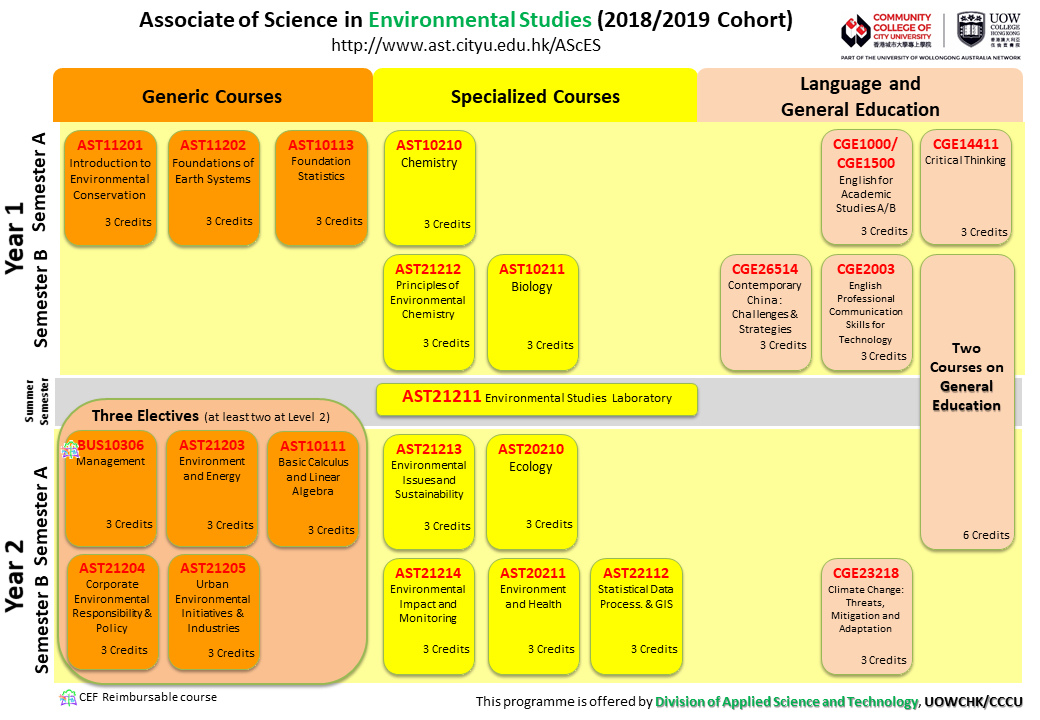 Associate of Science in Environmental Studies (2018/2019 Cohort)
http://www.ast.cityu.edu.hk/AScES
COMMUNITY
COLLEGE OF
CITY UNIVERSITY
香港城市大學專上學院
UOW
COLLEGE
HONG KONG
PART OF THE UNIVERSITY OF WOLLONGONG AUSTRALIA NETWORK
Generic Courses
Specialized Courses
Language and
General Education
Year 1
Semester A
AST11201
Introduction to
Environmental
Conservation
3 Credits
AST11202
Foundations of
Earth Systems
3 Credits
AST10113
Foundation
Statistics
3 Credits
AST10210
Chemistry
3 Credits
CGE1000/
CGE1500
English for
Academic
Studies A/B
3 Credits
CGE14411
Critical Thinking
3 Credits
Semester B
AST21212
Principles of
Environmental
Chemistry
3 Credits
AST10211
Biology
3 Credits
CGE26514
Contemporary
China:
Challenges &
Strategies
3 Credits
CGE2003
English
Professional
Communication
Skills for
Technology
3 Credits
Two
Courses on
General
Education
6 Credits
Summer
Semester
AST21211 Environmental Studies Laboratory
Year 2
Three Electives (at least two at Level 2)
Semester A
BUS10306
Management
3 Credits
AST21203
Environment
and Energy
3 Credits
AST10111
Basic Calculus
and Linear
Algebra
3 Credits
AST21213
Environmental
Issues and
Sustainability
3 Credits
AST20210
Ecology
3 Credits
Semester B
AST21204
Corporate
Environmental
Responsibility &
Policy
3 Credits
AST21205
Urban
Environmental
Initiatives &
Industries
3 Credits
AST21214
Environmental
Impact and
Monitoring
3 Credits
AST20211
Environment
and Health
3 Credits
AST22112
Statistical Data
Process. & GIS
3 Credits
CGE23218
Climate Change:
Threats,
Mitigation and
Adaptation
3 Credits
CEF Reimbursable course
This programme is offered by Division of Applied Science and Technology, UOWCHK/CCCU